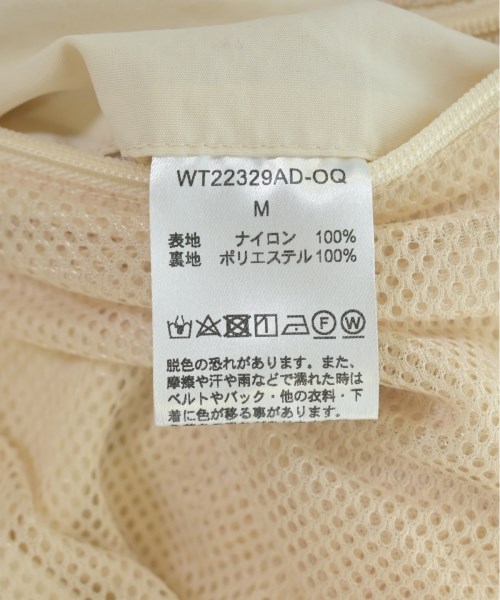 WT22329AD-OQ
M
表地 ナイロン 100%
裏地 ポリエステル 100%
F W
脱色の恐れがあります。また、
摩擦や汗や雨などで濡れた時は
ベルトやバック・他の衣料・下
着に色が移る事があります。